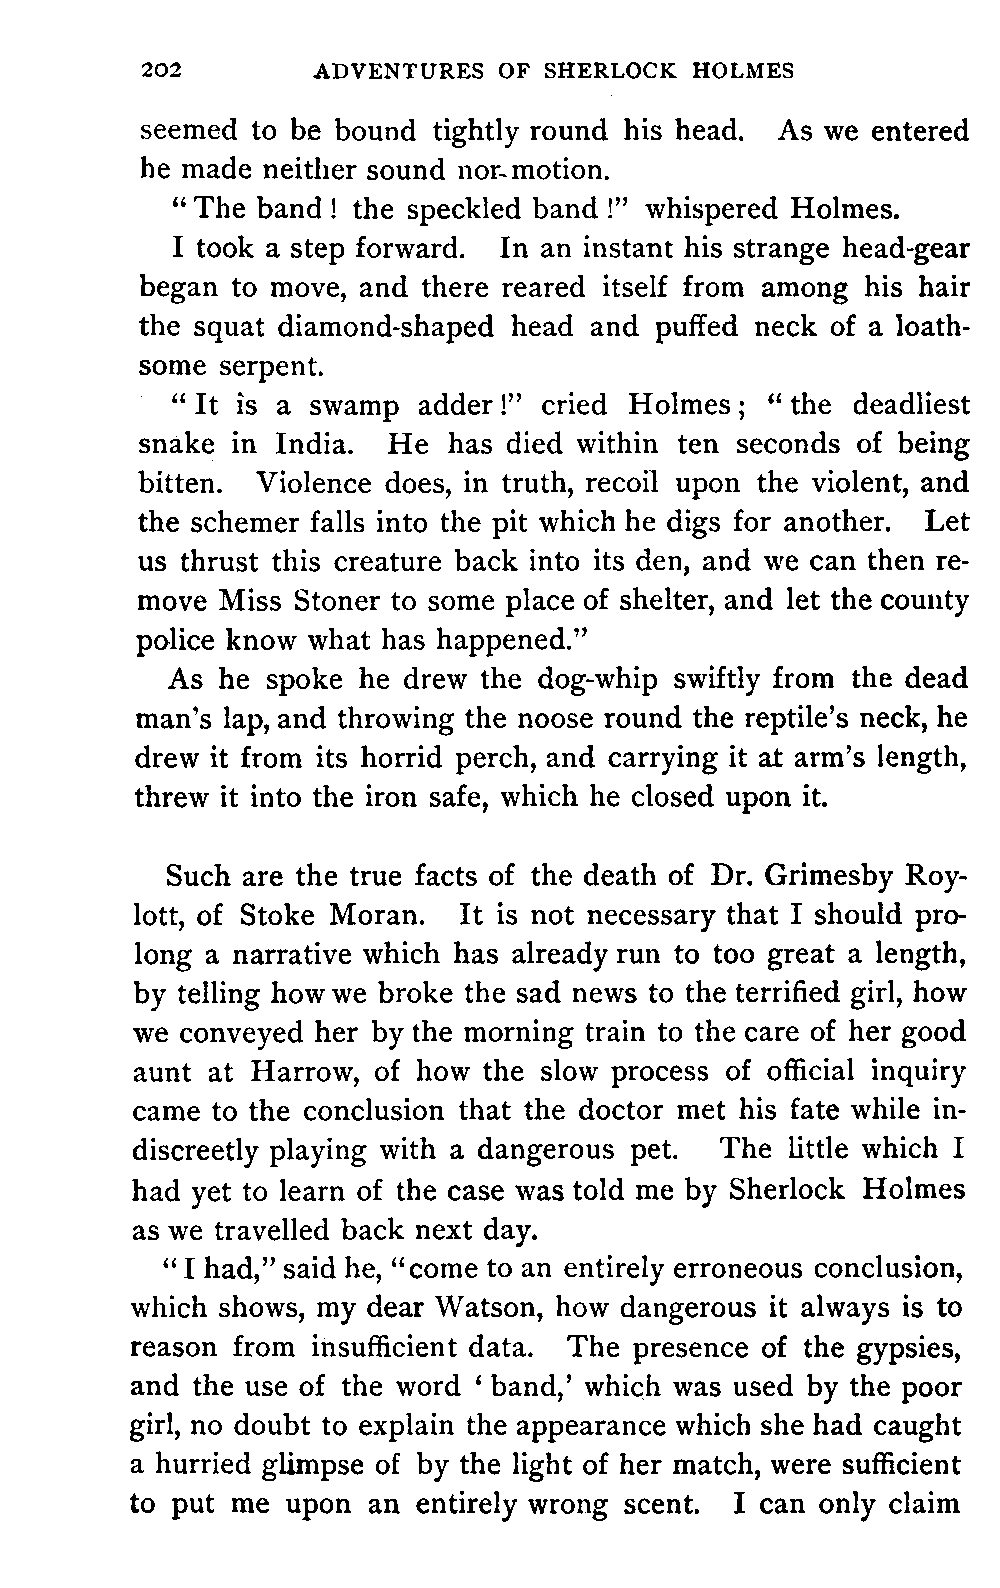 202 ADVENTURES OF SHERLOCK HOLMES
seemed to be bound tightly round his head. As we entered
he made neither sound nor motion.
“The band! the speckled band!” whispered Holmes.
I took a step forward. In an instant his strange head-gear
began to move, and there reared itself from among his hair
the squat diamond-shaped head and puffed neck of a loath-
some serpent.
“It is a swamp adder!” cried Holmes; “the deadliest
snake in India. He has died within ten seconds of being
bitten. Violence does, in truth, recoil upon the violent, and
the schemer falls into the pit which he digs for another. Let
us thrust this creature back into its den, and we can then re-
move Miss Stoner to some place of shelter, and let the county
police know what has happened.”
As he spoke he drew the dog-whip swiftly from the dead
man's lap, and throwing the noose round the reptile's neck, he
drew it from its horrid perch, and carrying it at arm's length,
threw it into the iron safe, which he closed upon it.
Such are the true facts of the death of Dr. Grimesby Roy-
lott, of Stoke Moran. It is not necessary that I should pro-
long a narrative which has already run to too great a length,
by telling how we broke the sad news to the terrified girl, how
we conveyed her by the morning train to the care of her good
aunt at Harrow, of how the slow process of official inquiry
came to the conclusion that the doctor met his fate while in-
discreetly playing with a dangerous pet. The little which I
had yet to learn of the case was told me by Sherlock Holmes
as we travelled back next day.
“I had,” said he, “come to an entirely erroneous conclusion,
which shows, my dear Watson, how dangerous it always is to
reason from insufficient data. The presence of the gypsies,
and the use of the word ‘band,’ which was used by the poor
girl, no doubt to explain the appearance which she had caught
a hurried glimpse of by the light of her match, were sufficient
to put me upon an entirely wrong scent. I can only claim